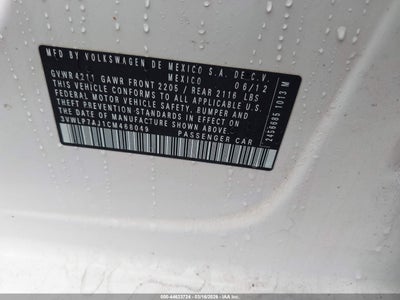 MFD BY VOLKSWAGEN DE MEXICO S.A. DE C.V.
MEXICO 06/12
GVWR 4211 GAWR FRONT 2205 / REAR 2116 LBS
THIS VEHICLE CONFORMS TO ALL APPLICABLE
FEDERAL MOTOR VEHICLE SAFETY, BUMPER AND
THEFT PREVENTION STANDARDS IN EFFECT ON
THE DATE OF MANUFACTURE SHOWN ABOVE.
PASSENGER CAR
2456685 1013 M